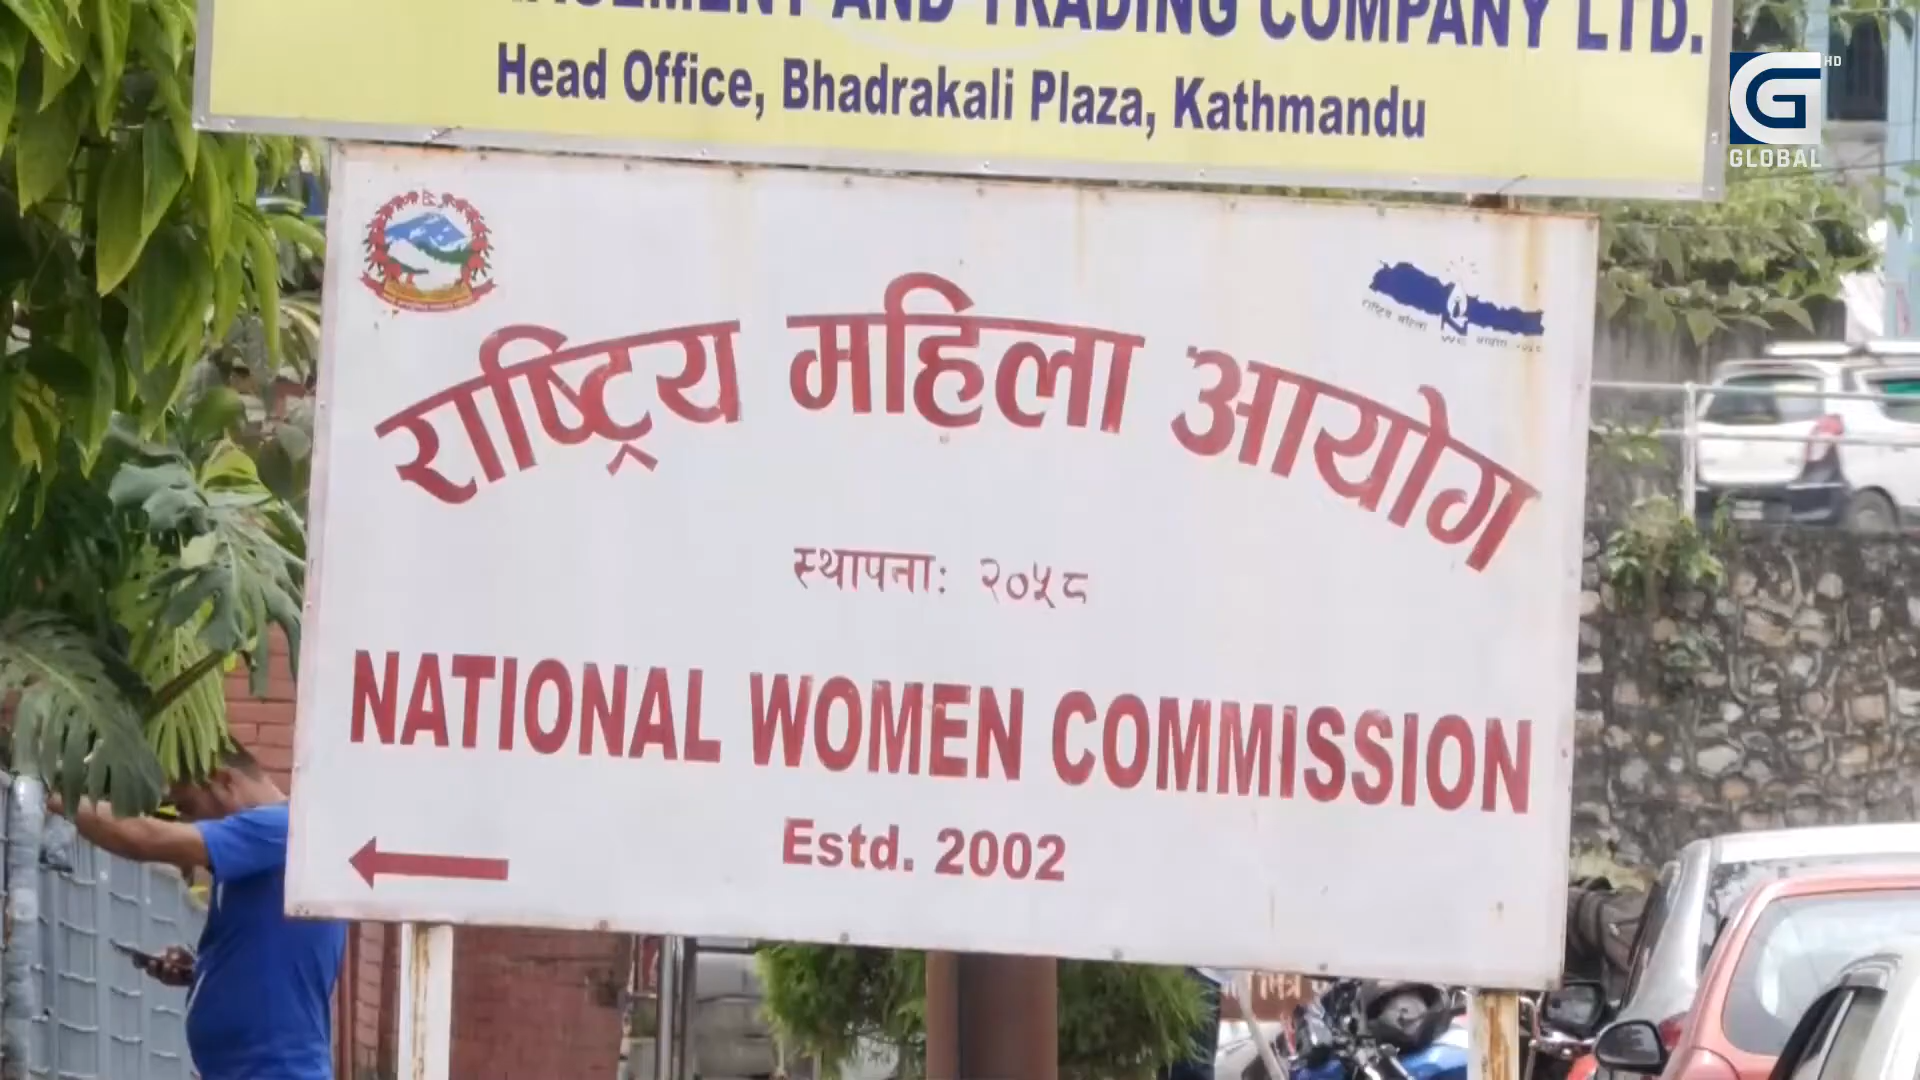 AND TRADING COMPANY LTD.
Head Office, Bhadrakali Plaza, Kathmandu
HD
G
GLOBAL
राष्ट्रिय महिला आयोग
स्थापनाः २०५८
NATIONAL WOMEN COMMISSION
Estd. 2002